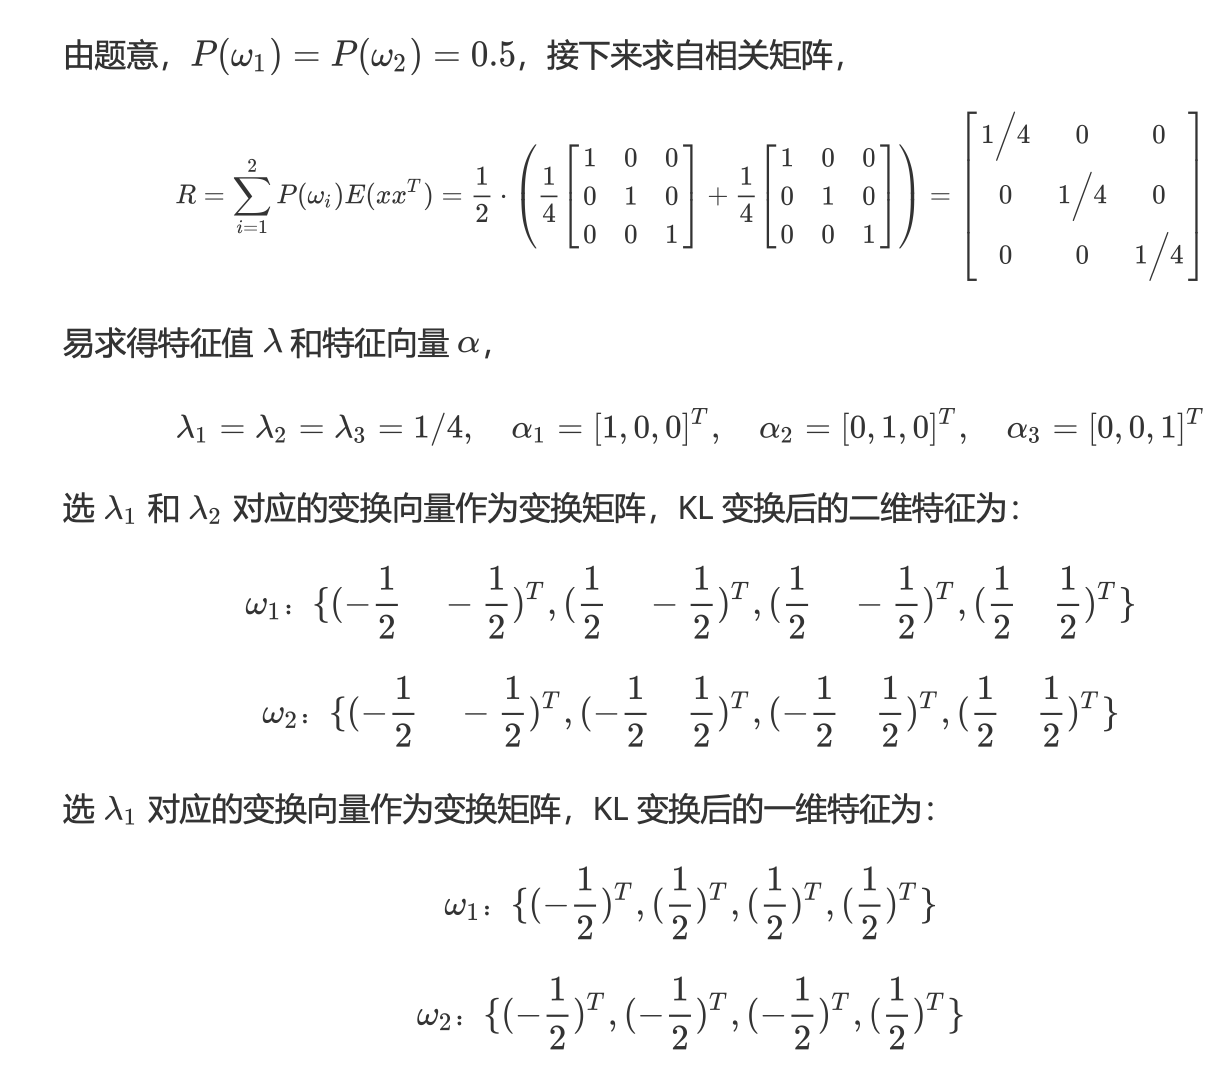 由题意，$P(\omega_1) = P(\omega_2) = 0.5$，接下来求自相关矩阵，
$R = \sum_{i=1}^{2} P(\omega_i)E(xx^T) = \frac{1}{2} \cdot \left( \frac{1}{4} \begin{bmatrix} 1 & 0 & 0 \\ 0 & 1 & 0 \\ 0 & 0 & 1 \end{bmatrix} + \frac{1}{4} \begin{bmatrix} 1 & 0 & 0 \\ 0 & 1 & 0 \\ 0 & 0 & 1 \end{bmatrix} \right) = \begin{bmatrix} 1/4 & 0 & 0 \\ 0 & 1/4 & 0 \\ 0 & 0 & 1/4 \end{bmatrix}$
易求得特征值 $\lambda$ 和特征向量 $\alpha$，
$\lambda_1 = \lambda_2 = \lambda_3 = 1/4, \quad \alpha_1 = [1, 0, 0]^T, \quad \alpha_2 = [0, 1, 0]^T, \quad \alpha_3 = [0, 0, 1]^T$
选 $\lambda_1$ 和 $\lambda_2$ 对应的变换向量作为变换矩阵，KL 变换后的二维特征为：
$\omega_1：\{(-\frac{1}{2} \quad -\frac{1}{2})^T, (\frac{1}{2} \quad -\frac{1}{2})^T, (\frac{1}{2} \quad -\frac{1}{2})^T, (\frac{1}{2} \quad \frac{1}{2})^T\}$
$\omega_2：\{(-\frac{1}{2} \quad -\frac{1}{2})^T, (-\frac{1}{2} \quad \frac{1}{2})^T, (-\frac{1}{2} \quad \frac{1}{2})^T, (\frac{1}{2} \quad \frac{1}{2})^T\}$
选 $\lambda_1$ 对应的变换向量作为变换矩阵，KL 变换后的一维特征为：
$\omega_1：\{(-\frac{1}{2})^T, (\frac{1}{2})^T, (\frac{1}{2})^T, (\frac{1}{2})^T\}$
$\omega_2：\{(-\frac{1}{2})^T, (-\frac{1}{2})^T, (-\frac{1}{2})^T, (\frac{1}{2})^T\}$